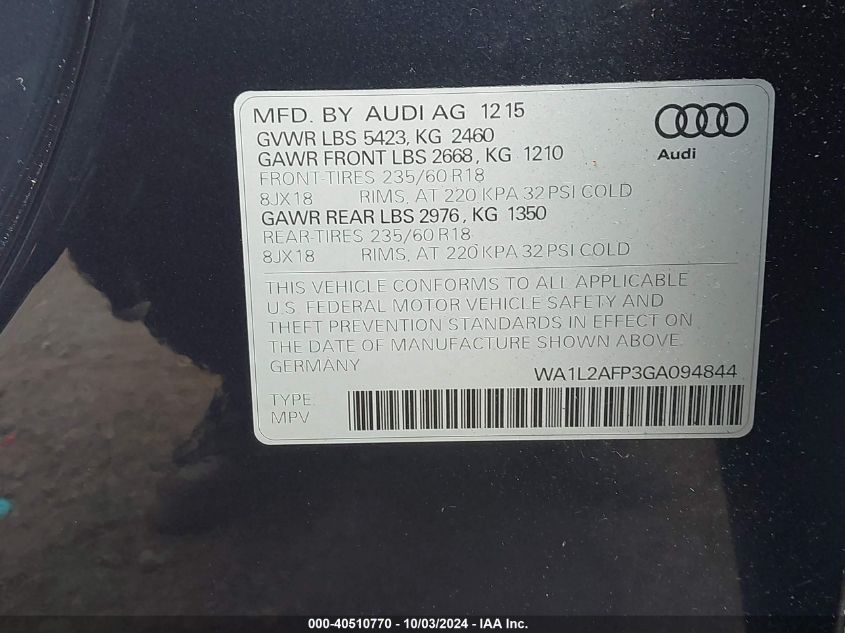 MFD. BY AUDI AG 12 15
GVWR LBS 5423, KG 2460
GAWR FRONT LBS 2668, KG 1210
FRONT-TIRES 235/60 R18
8JX18 RIMS, AT 220 KPA 32 PSI COLD
GAWR REAR LBS 2976, KG 1350
REAR-TIRES 235/60 R18
8JX18 RIMS, AT 220 KPA 32 PSI COLD
Audi
THIS VEHICLE CONFORMS TO ALL APPLICABLE
U.S. FEDERAL MOTOR VEHICLE SAFETY AND
THEFT PREVENTION STANDARDS IN EFFECT ON
THE DATE OF MANUFACTURE SHOWN ABOVE.
GERMANY
WA1L2AFP3GA094844
TYPE:
MPV
000-40510770 - 10/03/2024 - IAA Inc.